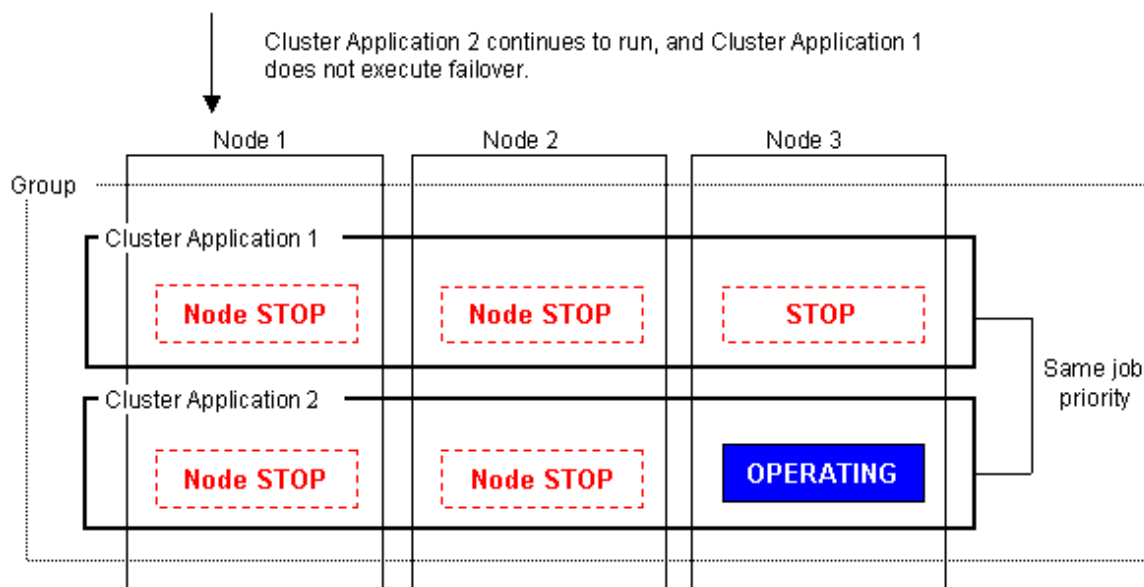 Cluster Application 2 continues to run, and Cluster Application 1
does not execute failover.
Node 1
Node 2
Node 3
Group
Cluster Application 1
Node STOP
Node STOP
STOP
Same job
priority
Cluster Application 2
Node STOP
Node STOP
OPERATING